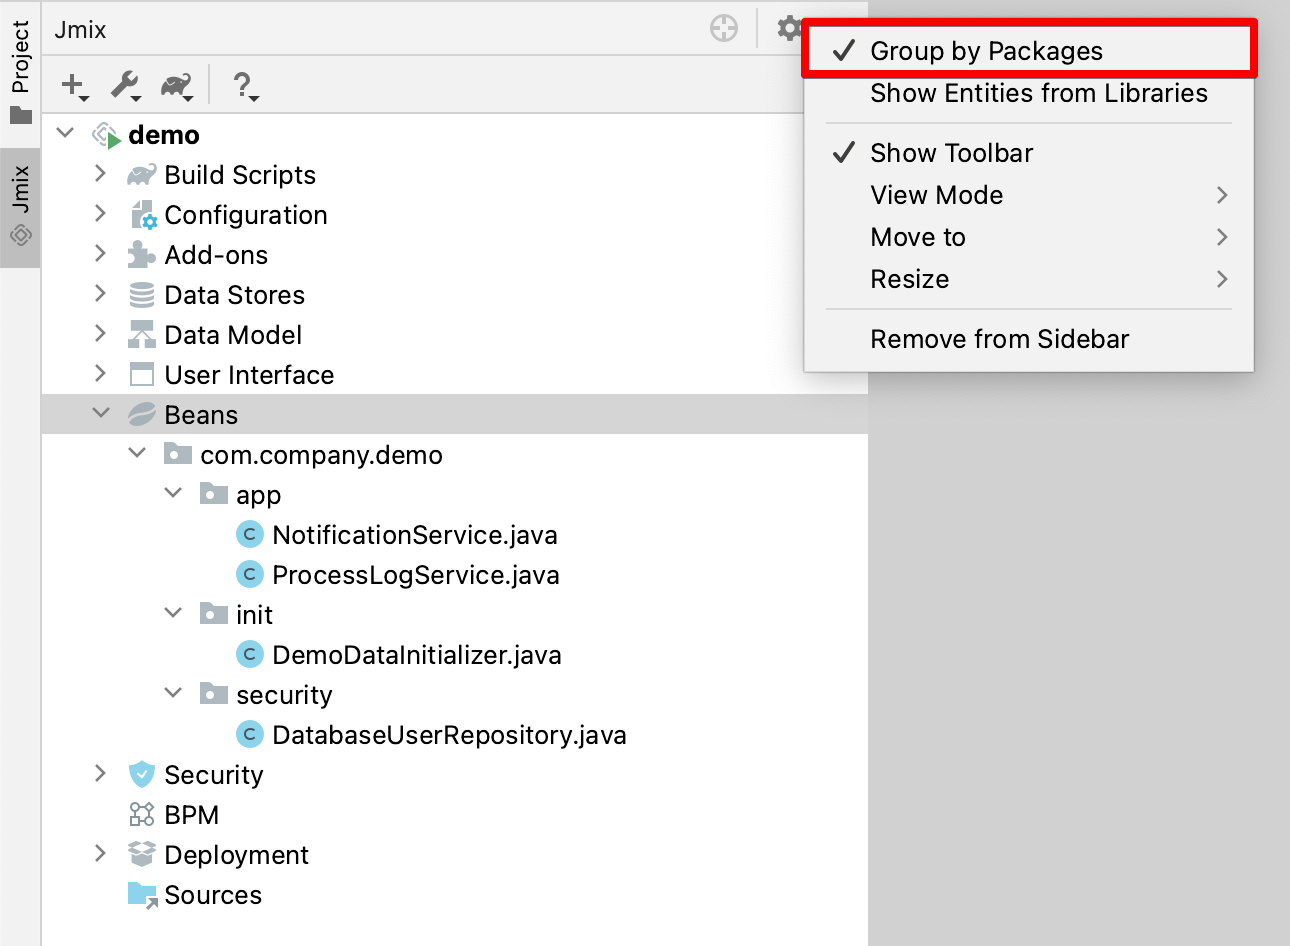 Project
Jmix
Jmix
?
demo
Build Scripts
Configuration
Add-ons
Data Stores
Data Model
User Interface
Beans
com.company.demo
app
C NotificationService.java
C ProcessLogService.java
init
C DemoDataInitializer.java
security
C DatabaseUserRepository.java
Security
BPM
Deployment
Sources
Group by Packages
Show Entities from Libraries
Show Toolbar
View Mode
Move to
Resize
Remove from Sidebar